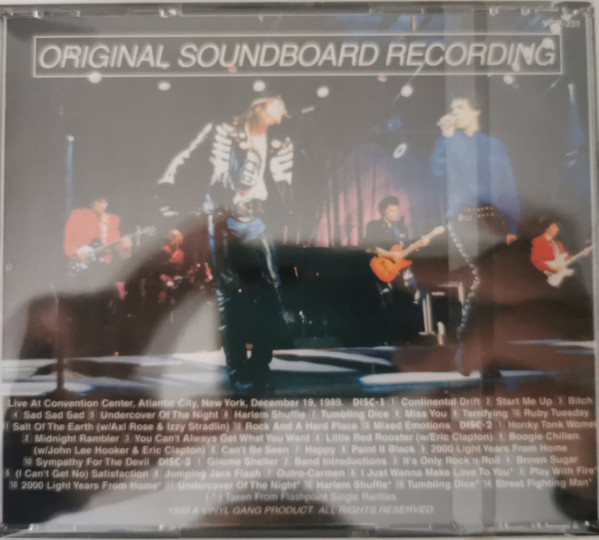 ORIGINAL SOUNDBOARD RECORDING
Live At Convention Center, Atlantic City, New York, December 19, 1989. DISC-1 1 Continental Drift 2 Start Me Up 3 Bitch
4 Sad Sad Sad 5 Undercover Of The Night 6 Harlem Shuffle 7 Tumbling Dice 8 Miss You 9 Terrifying 10 Ruby Tuesday
11 Salt Of The Earth (w/Axl Rose & Izzy Stradlin) 12 Rock And A Hard Place 13 Mixed Emotions DISC-2 1 Honky Tonk Women
2 Midnight Rambler 3 You Can't Always Get What You Want 4 Little Red Rooster (w/Eric Clapton) 5 Boogie Chillen
(w/John Lee Hooker & Eric Clapton) 6 Can't Be Seen 7 Happy 8 Paint It Black 9 2000 Light Years From Home
10 Sympathy For The Devil DISC-3 1 Gimme Shelter 2 Band Introductions 3 It's Only Rock'n Roll 4 Brown Sugar
5 (I Can't Get No) Satisfaction 6 Jumping Jack Flash 7 Outro-Carmen 8 I Just Wanna Make Love To You* 9 Play With Fire*
10 2000 Light Years From Home* 11 Undercover Of The Night* 12 Harlem Shuffle* 13 Tumbling Dice* 14 Street Fighting Man*
(*) Taken From Flashpoint Single Rarities
A VINYL GANG PRODUCT. ALL RIGHTS RESERVED.